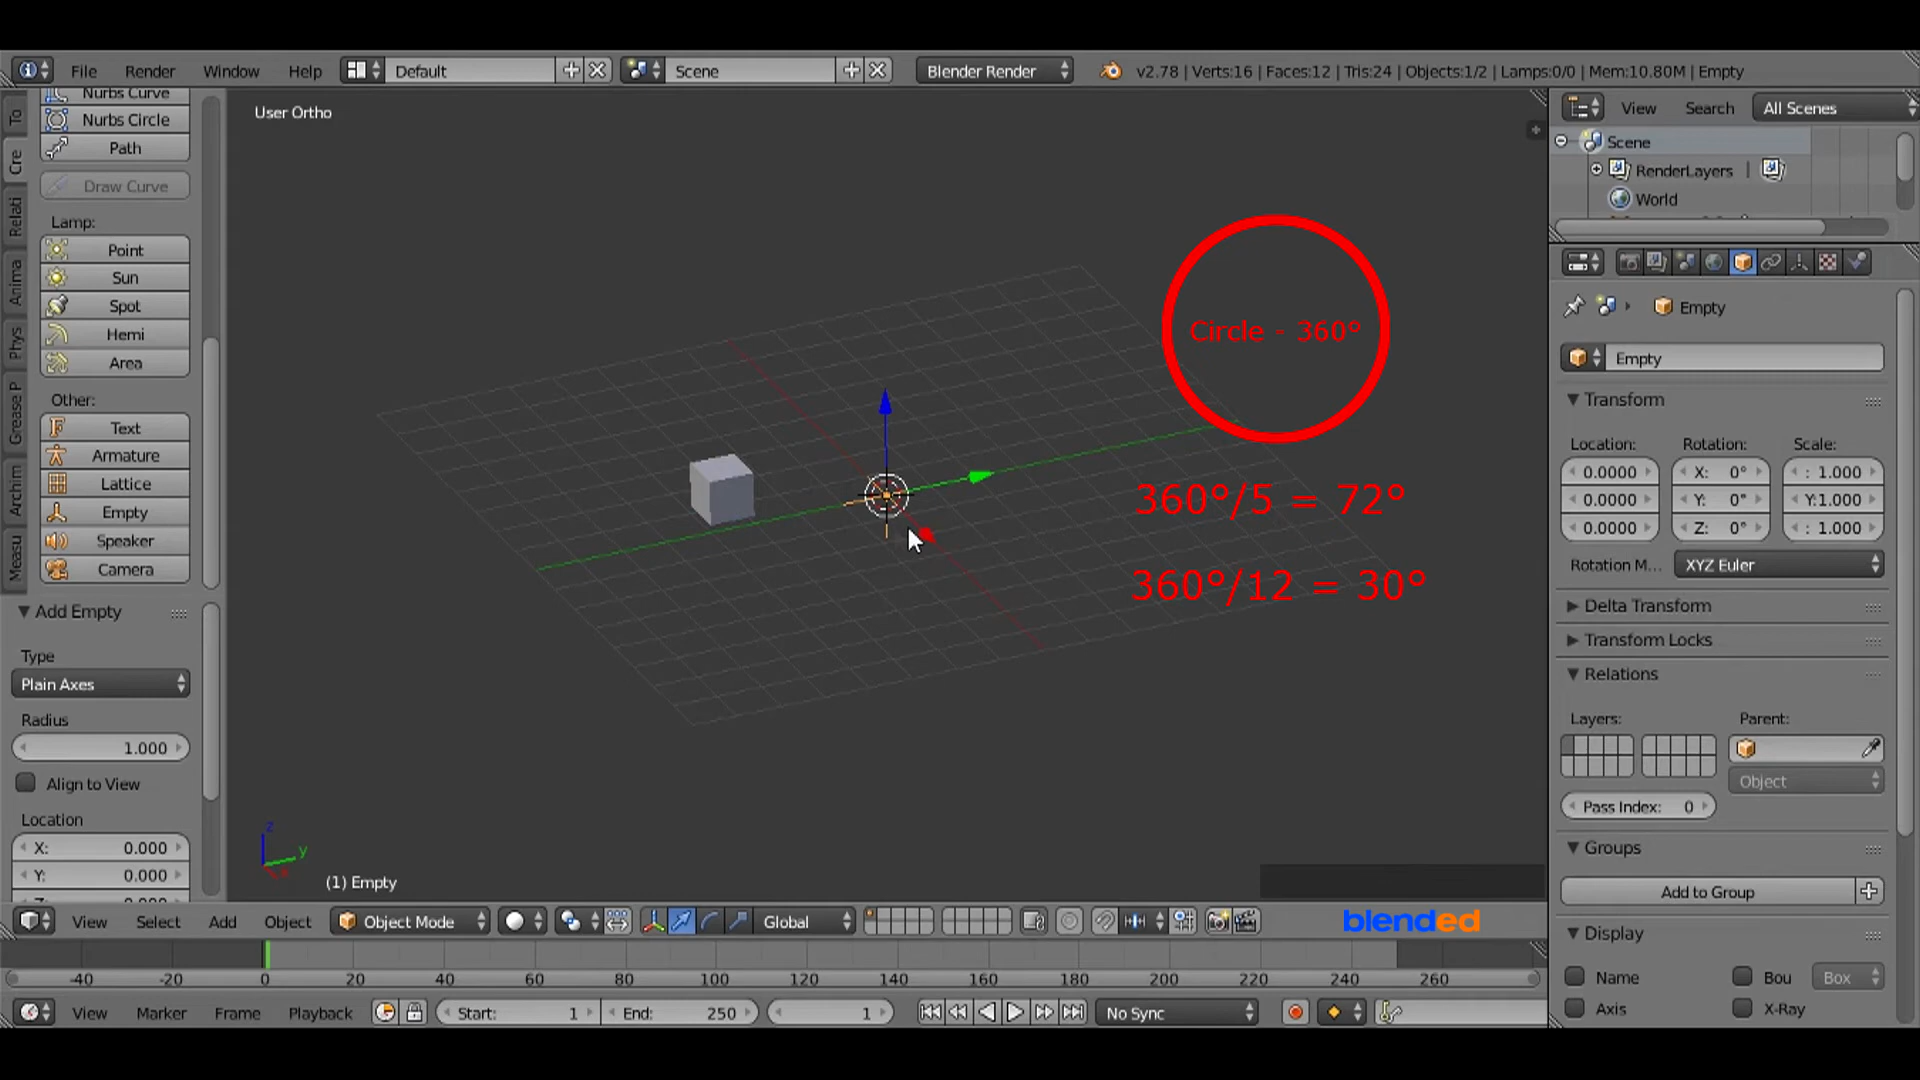 File Render Window Help Default Scene Blender Render v2.78 | Verts:16 | Faces:12 | Tris:24 | Objects:1/2 | Lamps:0/0 | Mem:10.80M | Empty
Nurbs Curve
Nurbs Circle
Path
Draw Curve
Lamp:
Point
Sun
Spot
Hemi
Area
Other:
Text
Armature
Lattice
Empty
Speaker
Camera
To
Cre
Relati
Anima
Phys
Grease P
Archim
Measu
Add Empty
Type
Plain Axes
Radius
1.000
Align to View
Location
X: 0.000
Y: 0.000
User Ortho
Circle - 360°
360°/5 = 72°
360°/12 = 30°
z
y
x
(1) Empty
View Search All Scenes
Scene
RenderLayers
World
Empty
Empty
Transform
Location: Rotation: Scale:
0.0000 X: 0° : 1.000
0.0000 Y: 0° Y:1.000
0.0000 Z: 0° : 1.000
Rotation M... XYZ Euler
Delta Transform
Transform Locks
Relations
Layers: Parent:
Object
Pass Index: 0
Groups
Add to Group
Display
Name Bou Box
Axis X-Ray
View Select Add Object Object Mode Global blended
-40 -20 0 20 40 60 80 100 120 140 160 180 200 220 240 260
View Marker Frame Playback Start: 1 End: 250 1 No Sync